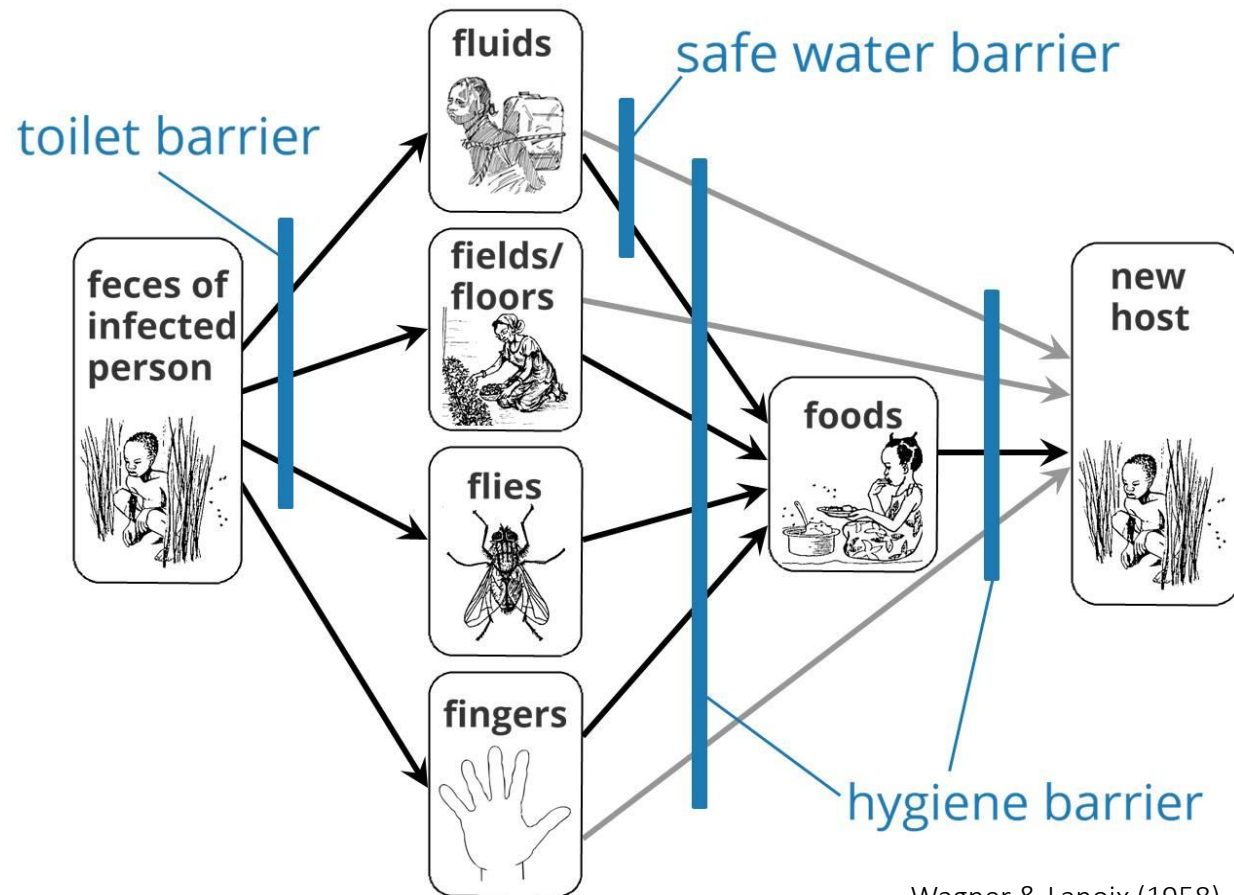 fluids
safe water barrier
toilet barrier
feces of
infected
person
fields/
floors
new
host
foods
flies
fingers
hygiene barrier
Wagner & Lanoix (1958)